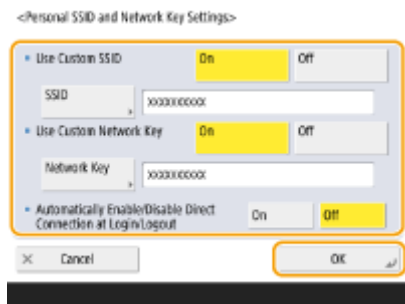 <Personal SSID and Network Key Settings>
Use Custom SSID On Off
SSID xxxxxxxxxx
Use Custom Network Key On Off
Network Key xxxxxxxxxx
Automatically Enable/Disable Direct On Off
Connection at Login/Logout
× Cancel OK